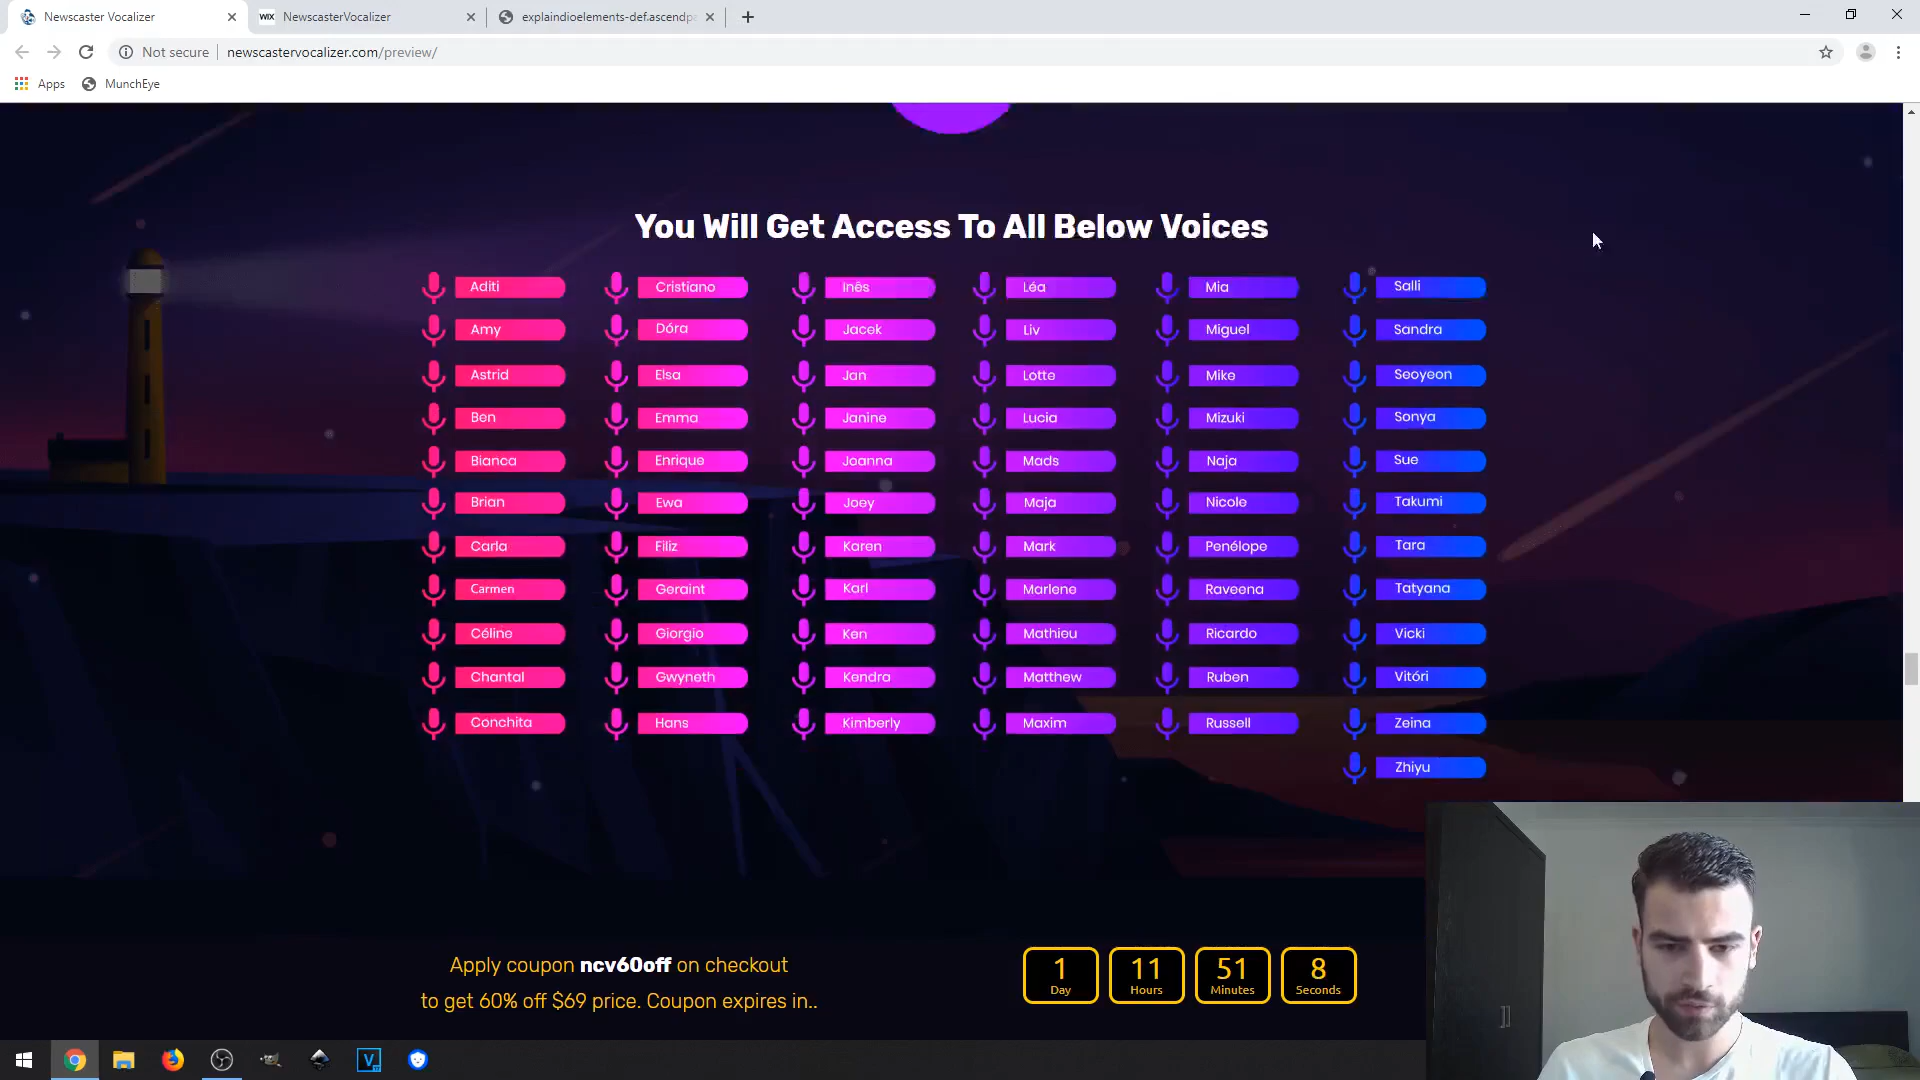 Newscaster Vocalizer
WIX NewscasterVocalizer
explaindioelements-def.ascendpa
Not secure newscastervocalizer.com/preview/
Apps MunchEye
You Will Get Access To All Below Voices
Aditi Cristiano Inês Léa Mia Salli
Amy Dóra Jacek Liv Miguel Sandra
Astrid Elsa Jan Lotte Mike Seoyeon
Ben Emma Janine Lucia Mizuki Sonya
Bianca Enrique Joanna Mads Naja Sue
Brian Ewa Joey Maja Nicole Takumi
Carla Filiz Karen Mark Penélope Tara
Carmen Geraint Karl Marlene Raveena Tatyana
Céline Giorgio Ken Mathieu Ricardo Vicki
Chantal Gwyneth Kendra Matthew Ruben Vitóri
Conchita Hans Kimberly Maxim Russell Zeina
Zhiyu
Apply coupon ncv60off on checkout
to get 60% off $69 price. Coupon expires in..
1 11 51 8
Day Hours Minutes Seconds
V